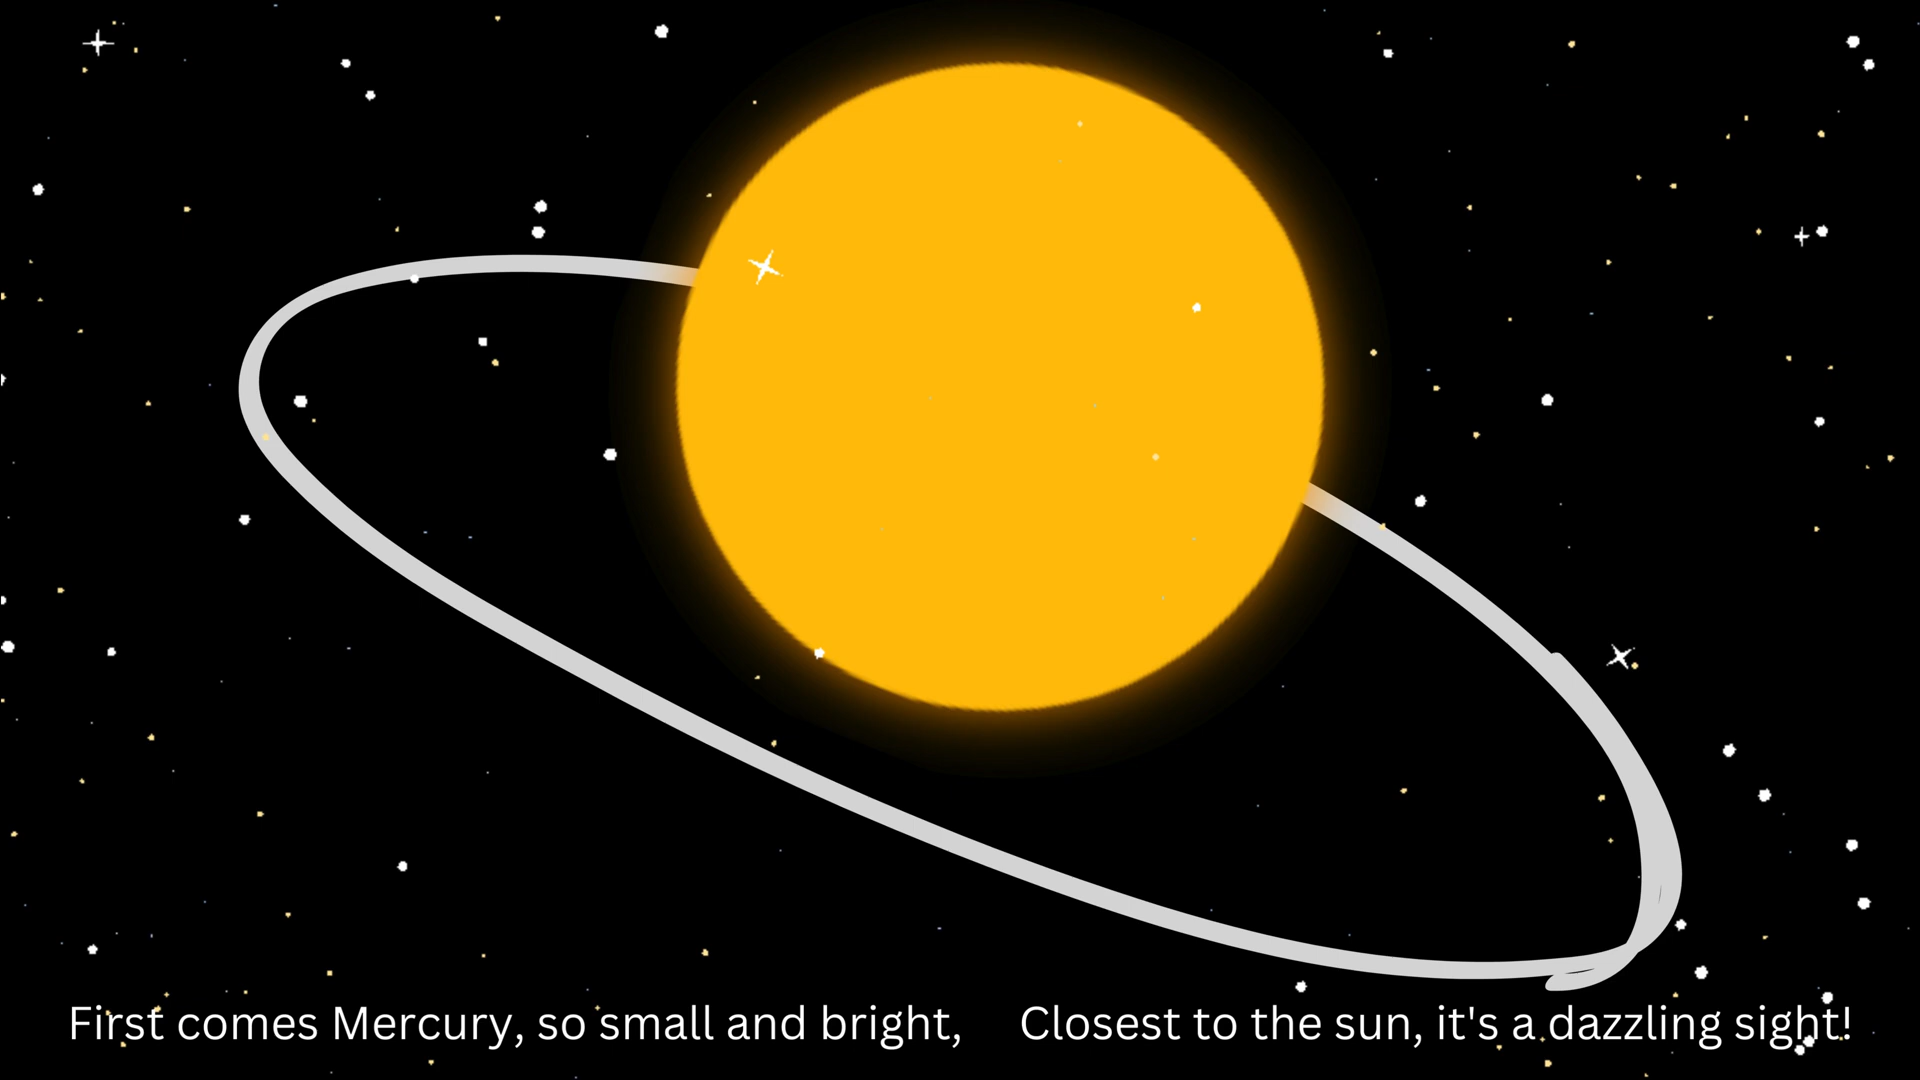 First comes Mercury, so small and bright,
Closest to the sun, it's a dazzling sight!